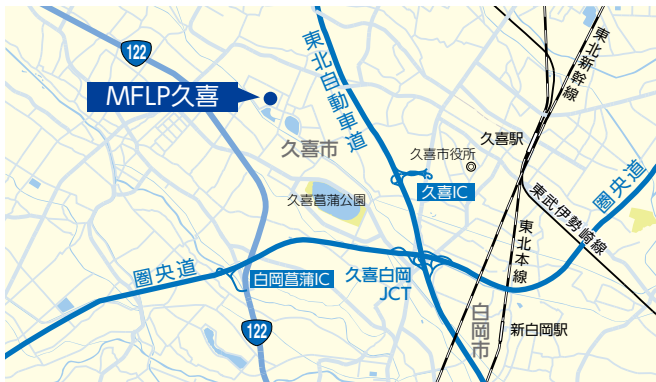 122
東北自動車道
東北新幹線
MFLP久喜
久喜駅
久喜市
久喜市役所
久喜IC
圏央道
久喜菖蒲公園
東武伊勢崎線
東北本線
圏央道
白岡菖蒲IC
久喜白岡
JCT
白岡市
新白岡駅
122